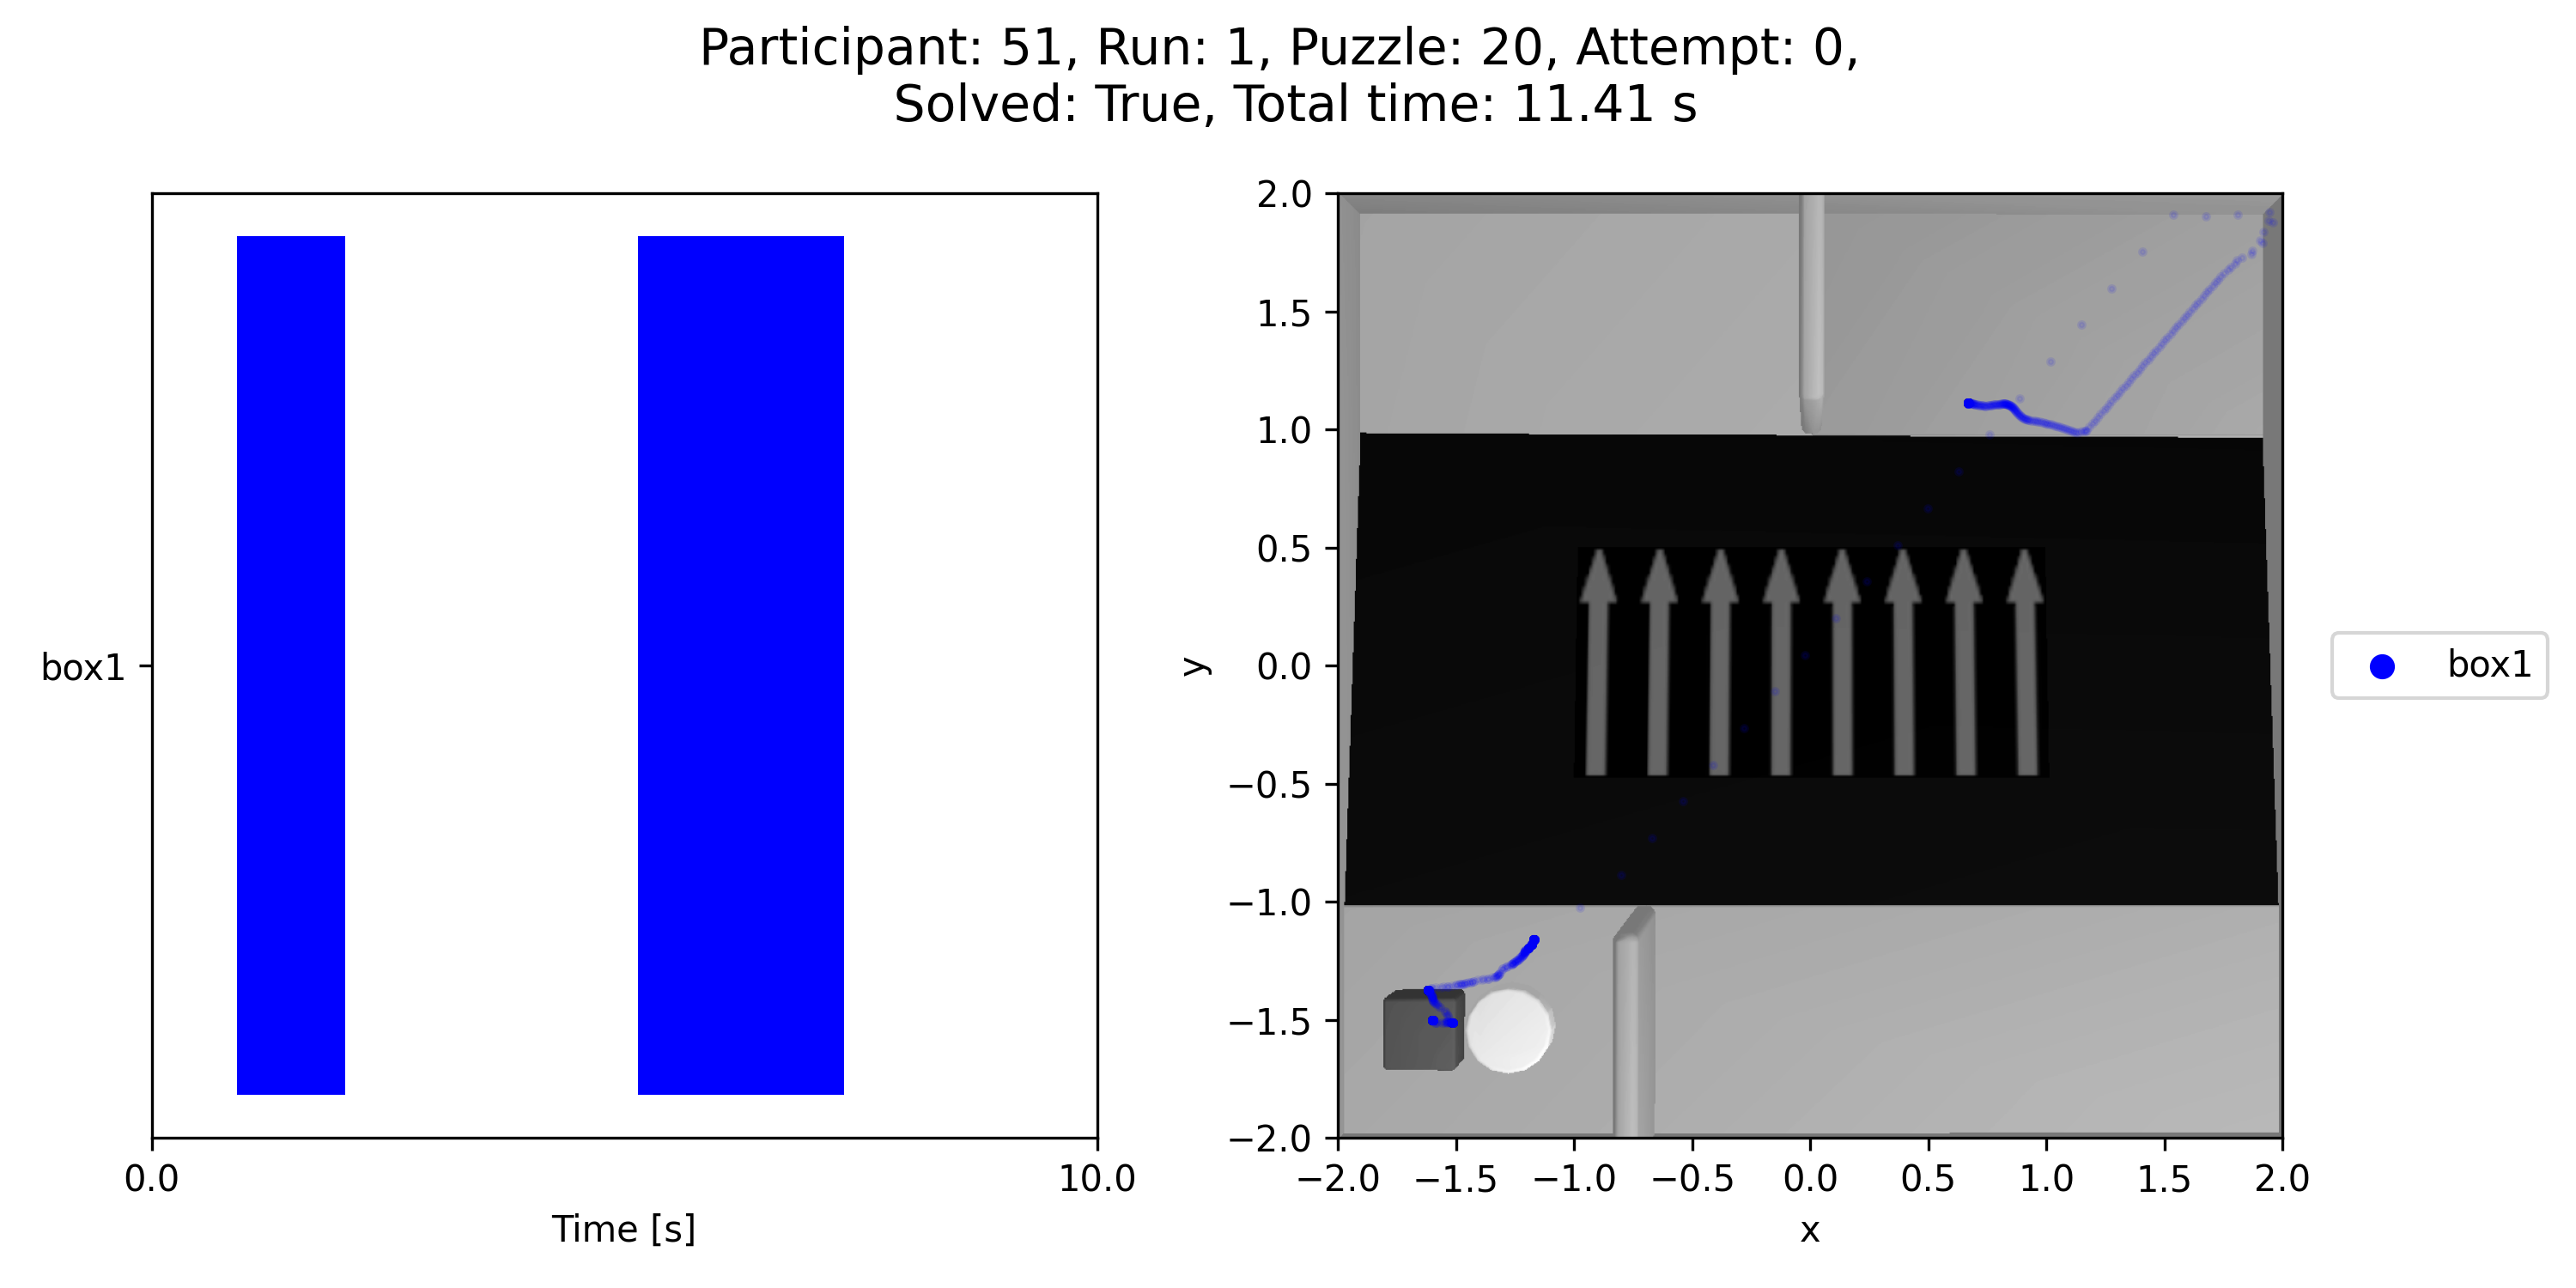 Participant: 51, Run: 1, Puzzle: 20, Attempt: 0,
Solved: True, Total time: 11.41 s
box1
0.0
10.0
Time [s]
y
2.0
1.5
1.0
0.5
0.0
−0.5
−1.0
−1.5
−2.0
−2.0 −1.5 −1.0 −0.5 0.0 0.5 1.0 1.5 2.0
x
box1